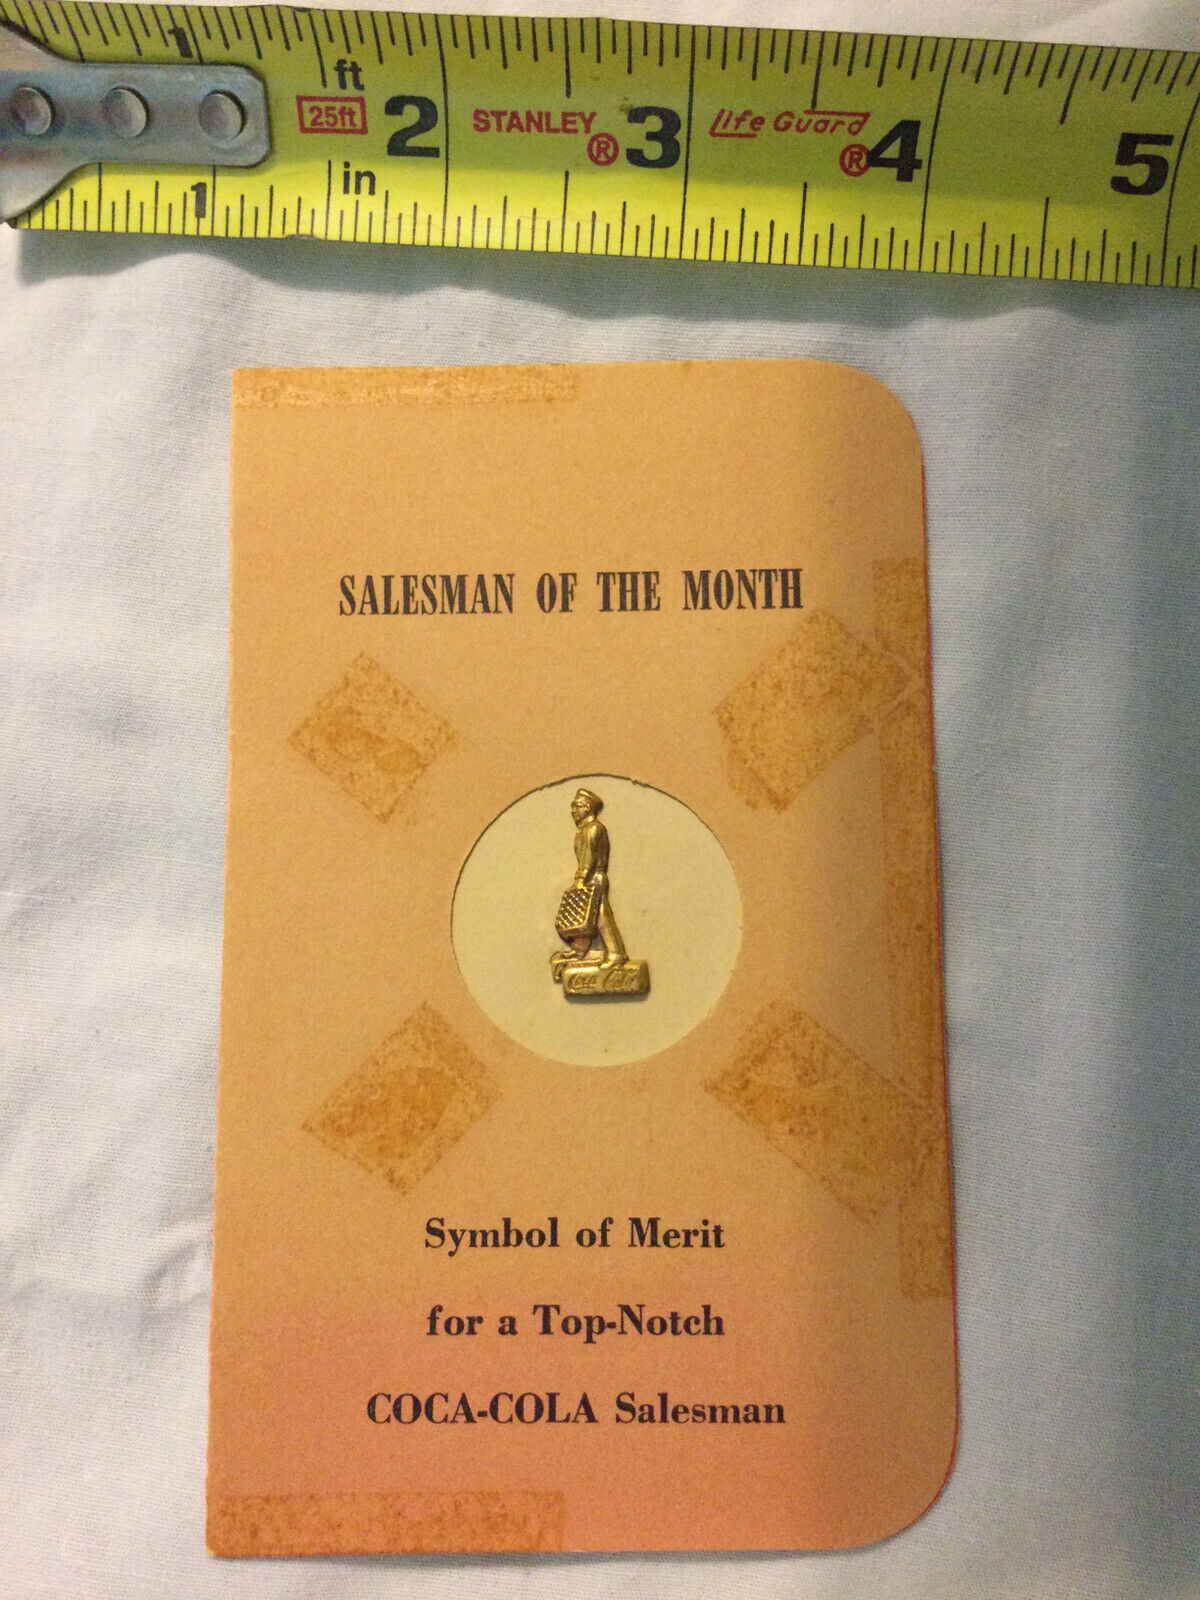 1
ft
25ft 2 STANLEY ® 3 Life Guard ® 4 5
in
1
SALESMAN OF THE MONTH
Coca Cola
Symbol of Merit
for a Top-Notch
COCA-COLA Salesman